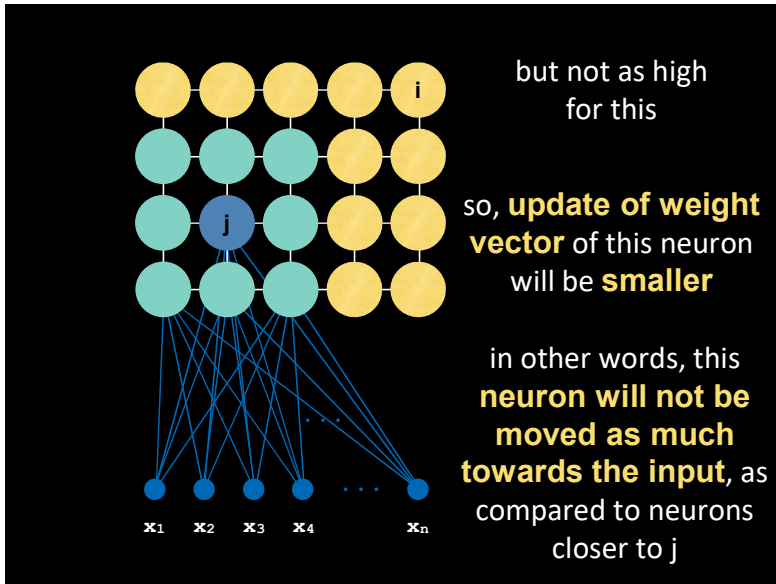 i
but not as high
for this
j
so, update of weight
vector of this neuron
will be smaller
in other words, this
neuron will not be
moved as much
towards the input, as
compared to neurons
closer to j
. . .
. . .
x₁ x₂ x₃ x₄ xₙ